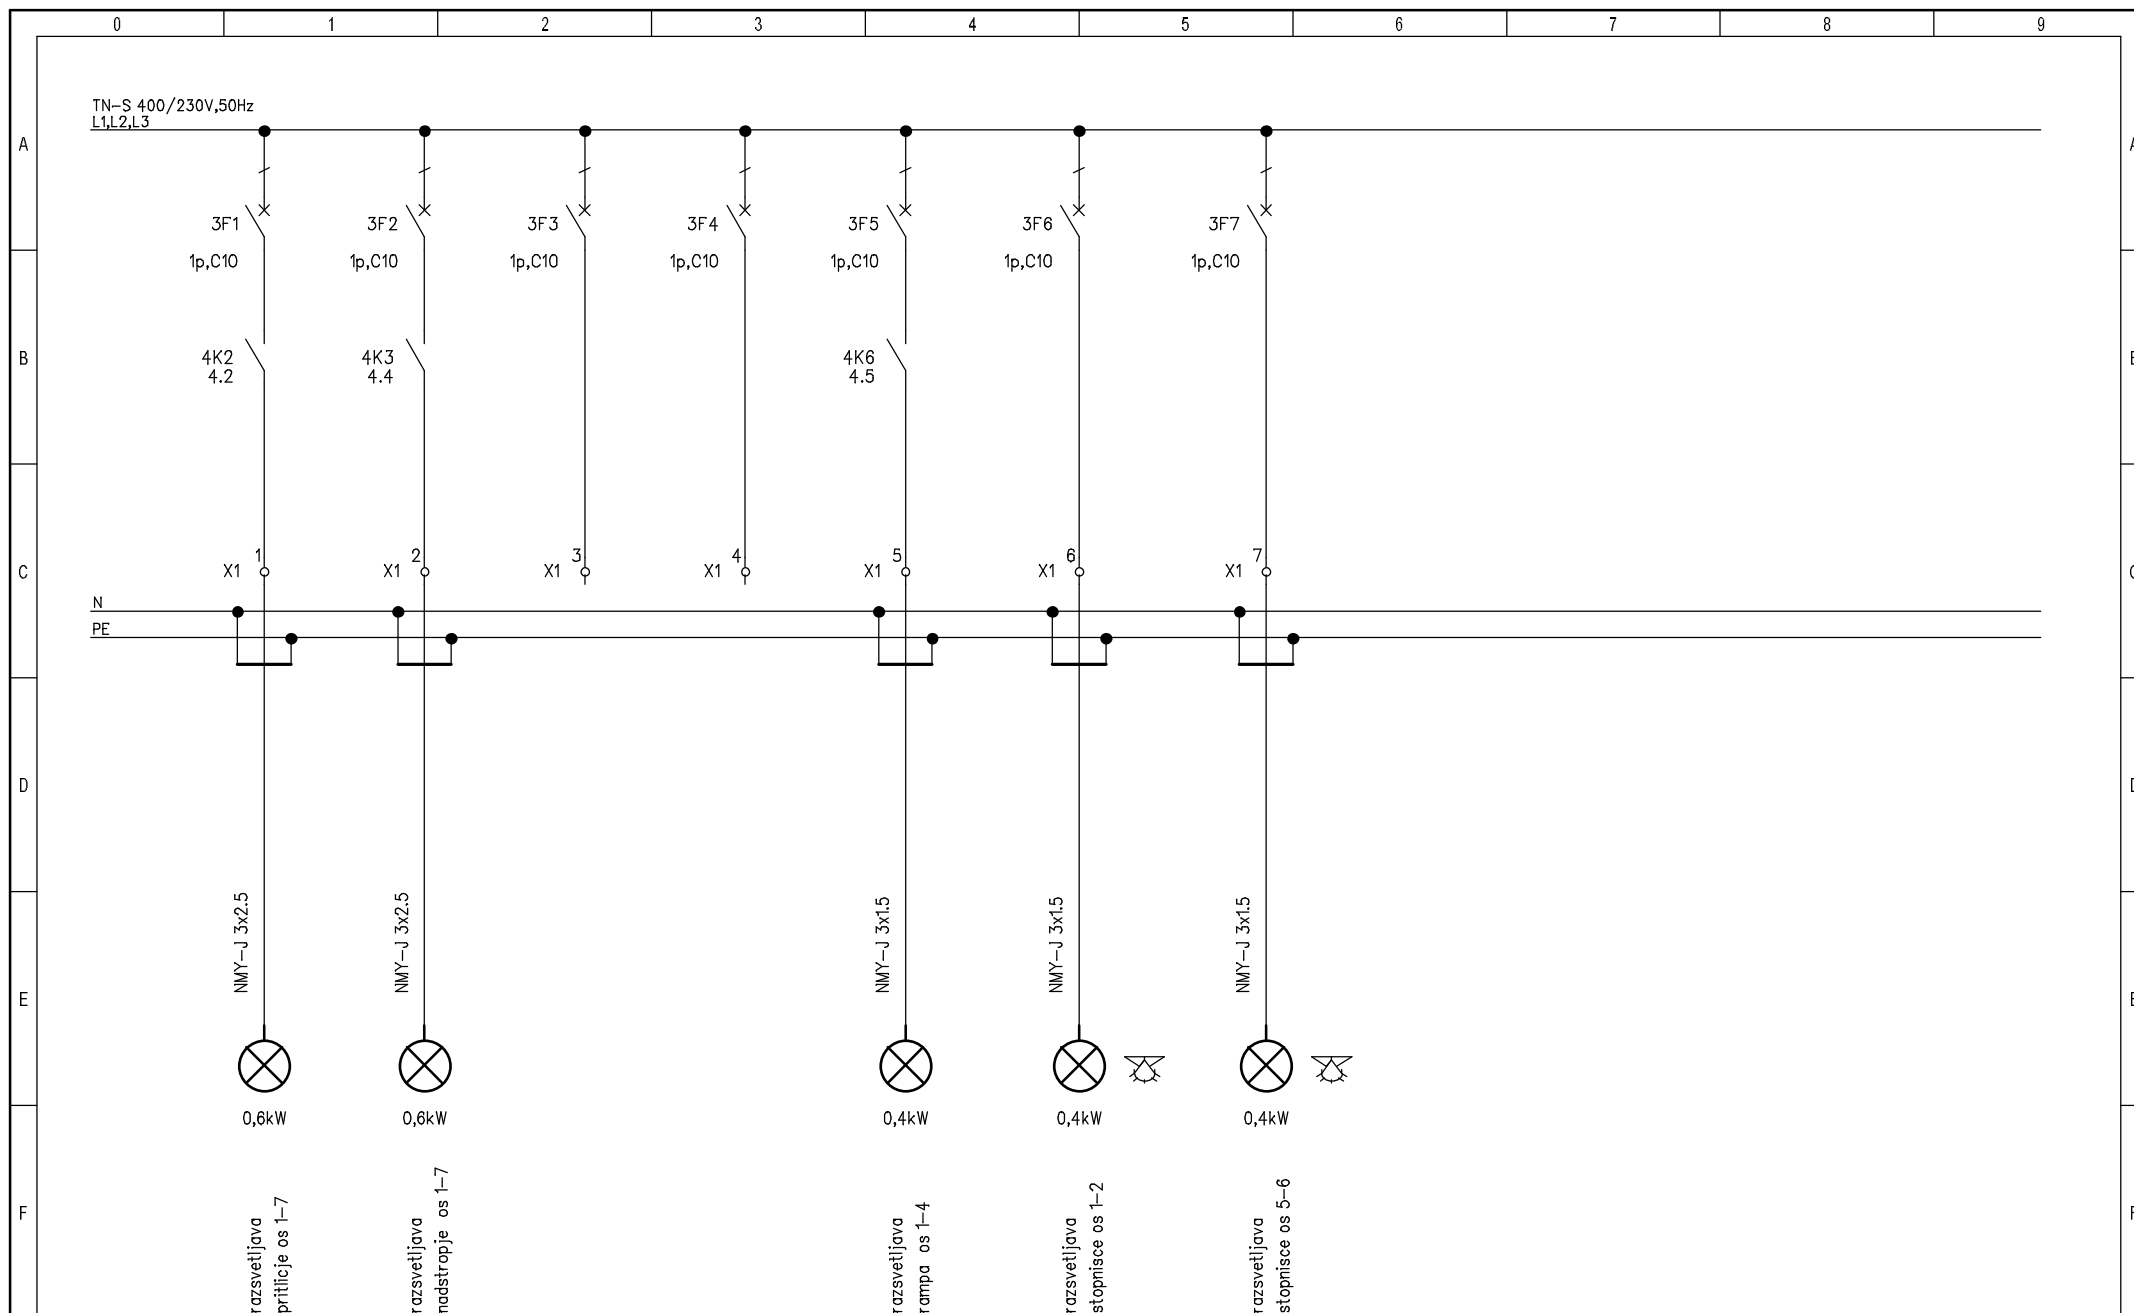 0 1 2 3 4 5 6 7 8 9
TN-S 400/230V,50Hz
L1,L2,L3
A
3F1 3F2 3F3 3F4 3F5 3F6 3F7
1p,C10 1p,C10 1p,C10 1p,C10 1p,C10 1p,C10 1p,C10
B
4K2 4K3 4K6
4.2 4.4 4.5
1 2 3 4 5 6 7
C X1 X1 X1 X1 X1 X1 X1
N
PE
D
NMY-J 3x2.5
NMY-J 3x2.5
NMY-J 3x1.5
NMY-J 3x1.5
NMY-J 3x1.5
E
0,6kW 0,6kW 0,4kW 0,4kW 0,4kW
F
razsvetljava
pritlicje os 1-7
razsvetljava
nadstropje os 1-7
razsvetljava
rampa os 1-4
razsvetljava
stopnisce os 1-2
razsvetljava
stopnisce os 5-6